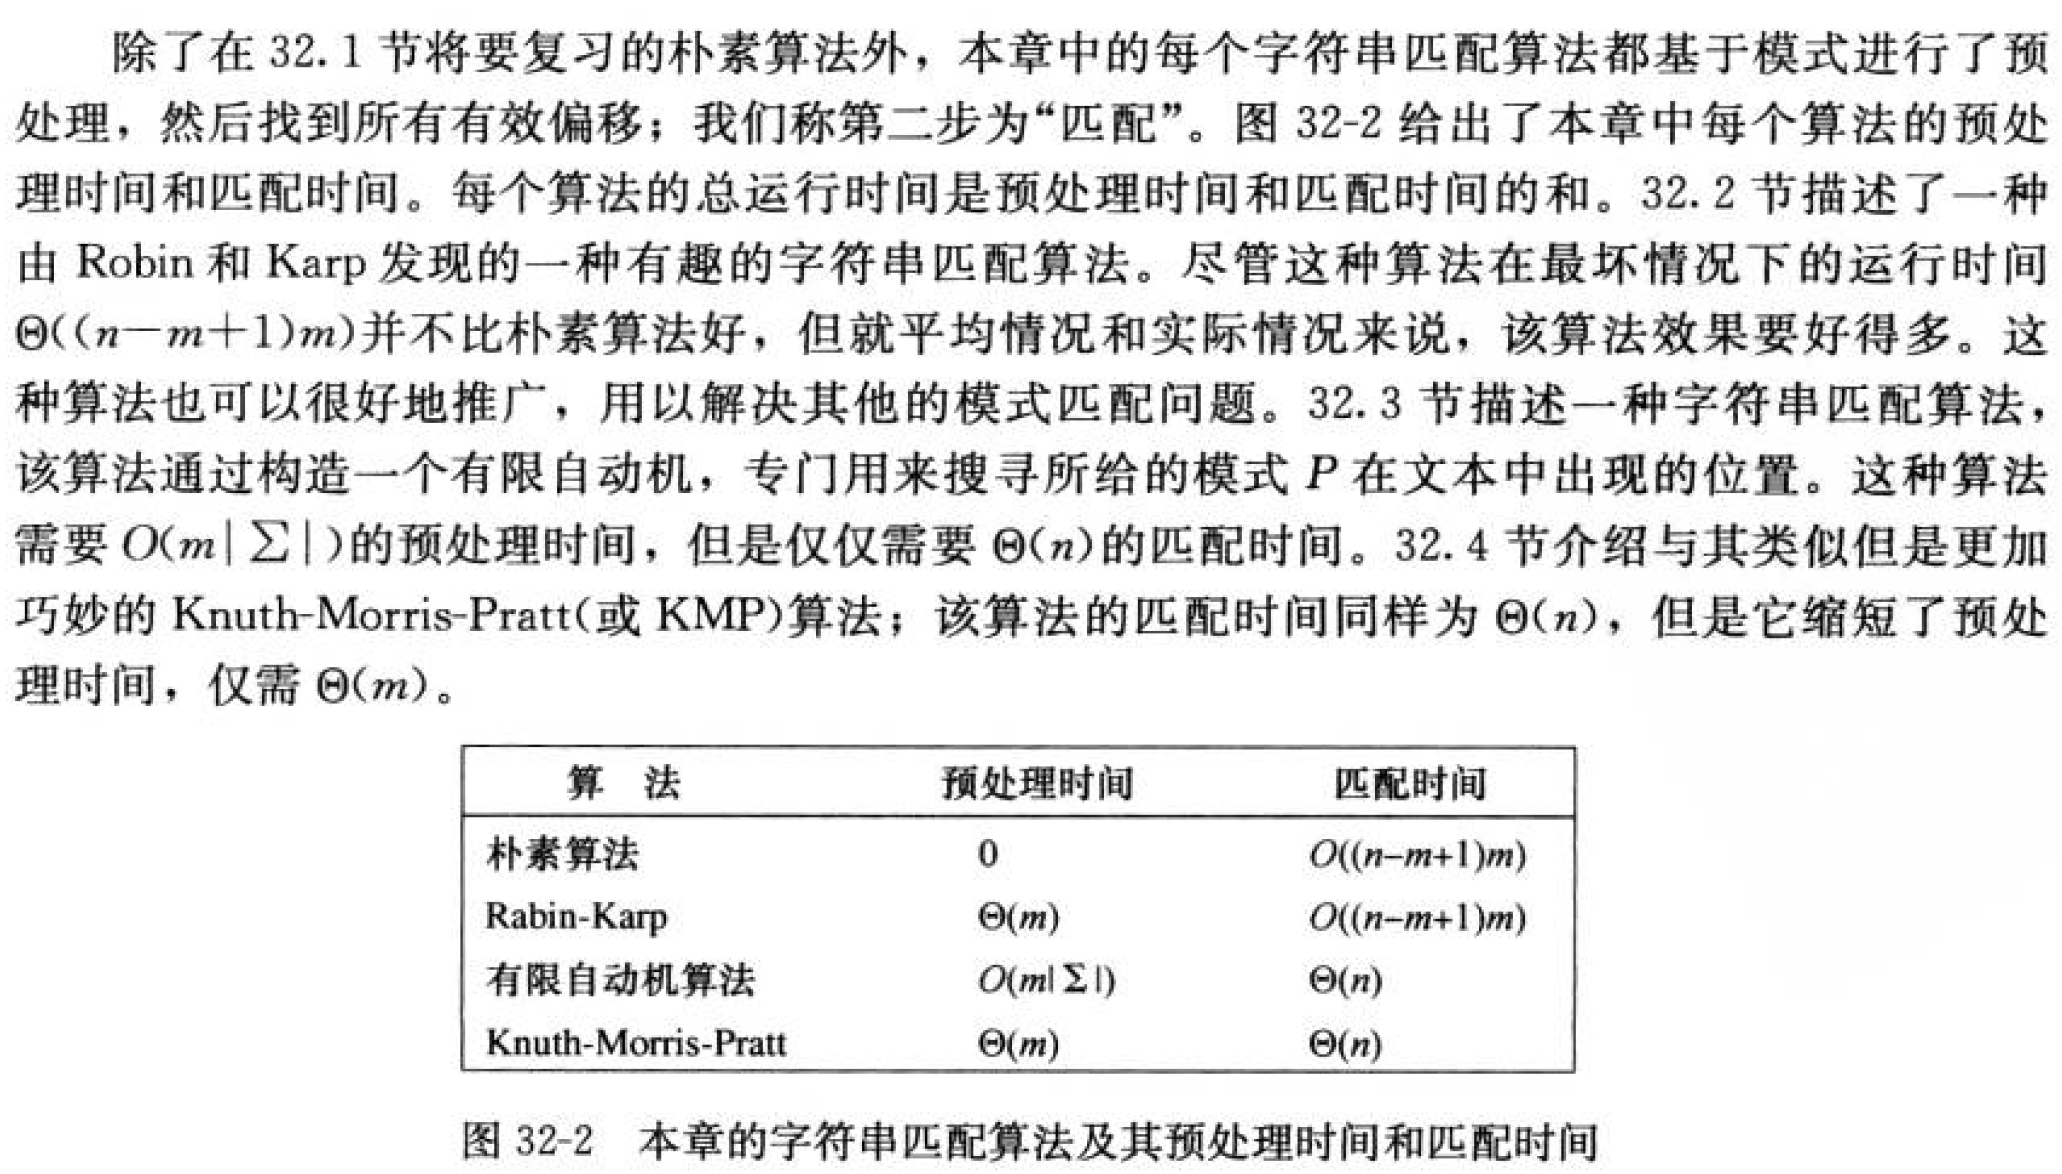 除了在 32.1 节将要复习的朴素算法外，本章中的每个字符串匹配算法都基于模式进行了预
处理，然后找到所有有效偏移；我们称第二步为“匹配”。图 32-2 给出了本章中每个算法的预处
理时间和匹配时间。每个算法的总运行时间是预处理时间和匹配时间的和。32.2 节描述了一种
由 Robin 和 Karp 发现的一种有趣的字符串匹配算法。尽管这种算法在最坏情况下的运行时间
Θ((n−m+1)m)并不比朴素算法好，但就平均情况和实际情况来说，该算法效果要好得多。这
种算法也可以很好地推广，用以解决其他的模式匹配问题。32.3 节描述一种字符串匹配算法，
该算法通过构造一个有限自动机，专门用来搜寻所给的模式 P 在文本中出现的位置。这种算法
需要 O(m|Σ|)的预处理时间，但是仅仅需要 Θ(n)的匹配时间。32.4 节介绍与其类似但是更加
巧妙的 Knuth-Morris-Pratt(或 KMP)算法；该算法的匹配时间同样为 Θ(n)，但是它缩短了预处
理时间，仅需 Θ(m)。
算 法 预处理时间 匹配时间
朴素算法 0 O((n−m+1)m)
Rabin-Karp Θ(m) O((n−m+1)m)
有限自动机算法 O(m|Σ|) Θ(n)
Knuth-Morris-Pratt Θ(m) Θ(n)
图 32-2 本章的字符串匹配算法及其预处理时间和匹配时间